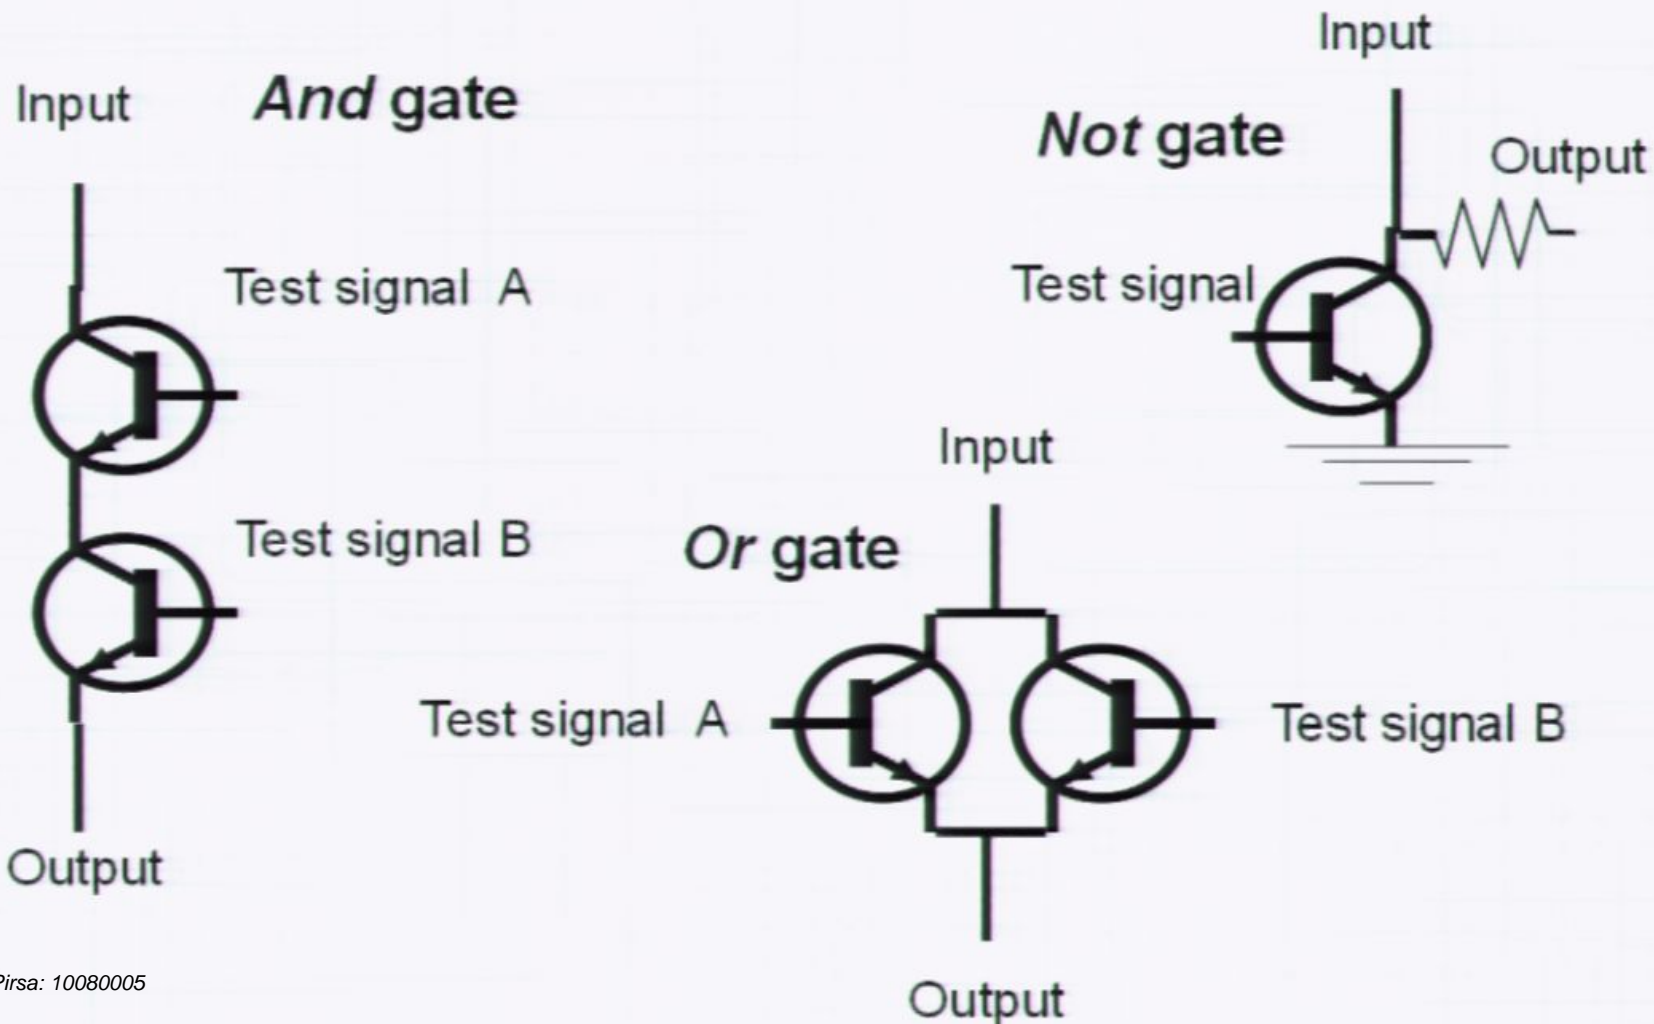 Input
And gate
Test signal  A
Test signal B
Output
Input
Not gate
Output
Test signal
Input
Or gate
Test signal  A
Test signal B
Output
Pirsa: 10080005